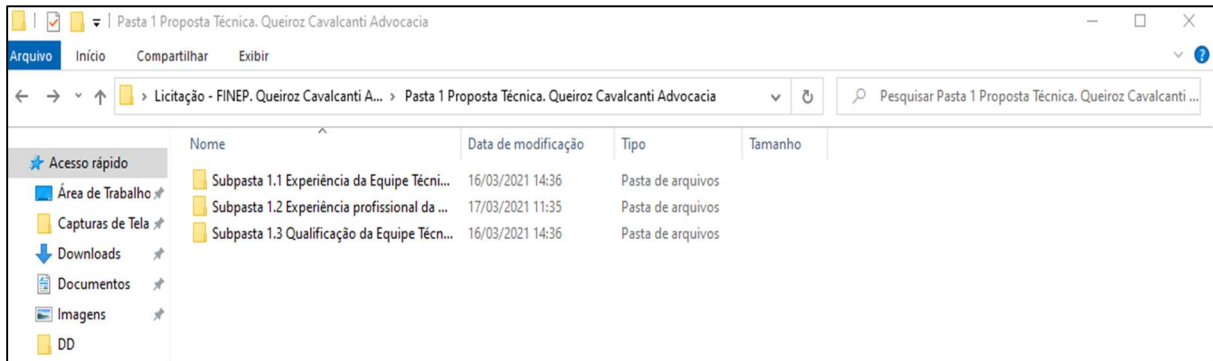 Pasta 1 Proposta Técnica. Queiroz Cavalcanti Advocacia
Arquivo Início Compartilhar Exibir
Licitação - FINEP. Queiroz Cavalcanti A... > Pasta 1 Proposta Técnica. Queiroz Cavalcanti Advocacia Pesquisar Pasta 1 Proposta Técnica. Queiroz Cavalcanti ...
Nome Data de modificação Tipo Tamanho
Acesso rápido
Subpasta 1.1 Experiência da Equipe Técni... 16/03/2021 14:36 Pasta de arquivos
Área de Trabalho
Subpasta 1.2 Experiência profissional da ... 17/03/2021 11:35 Pasta de arquivos
Capturas de Tela
Subpasta 1.3 Qualificação da Equipe Técn... 16/03/2021 14:36 Pasta de arquivos
Downloads
Documentos
Imagens
DD